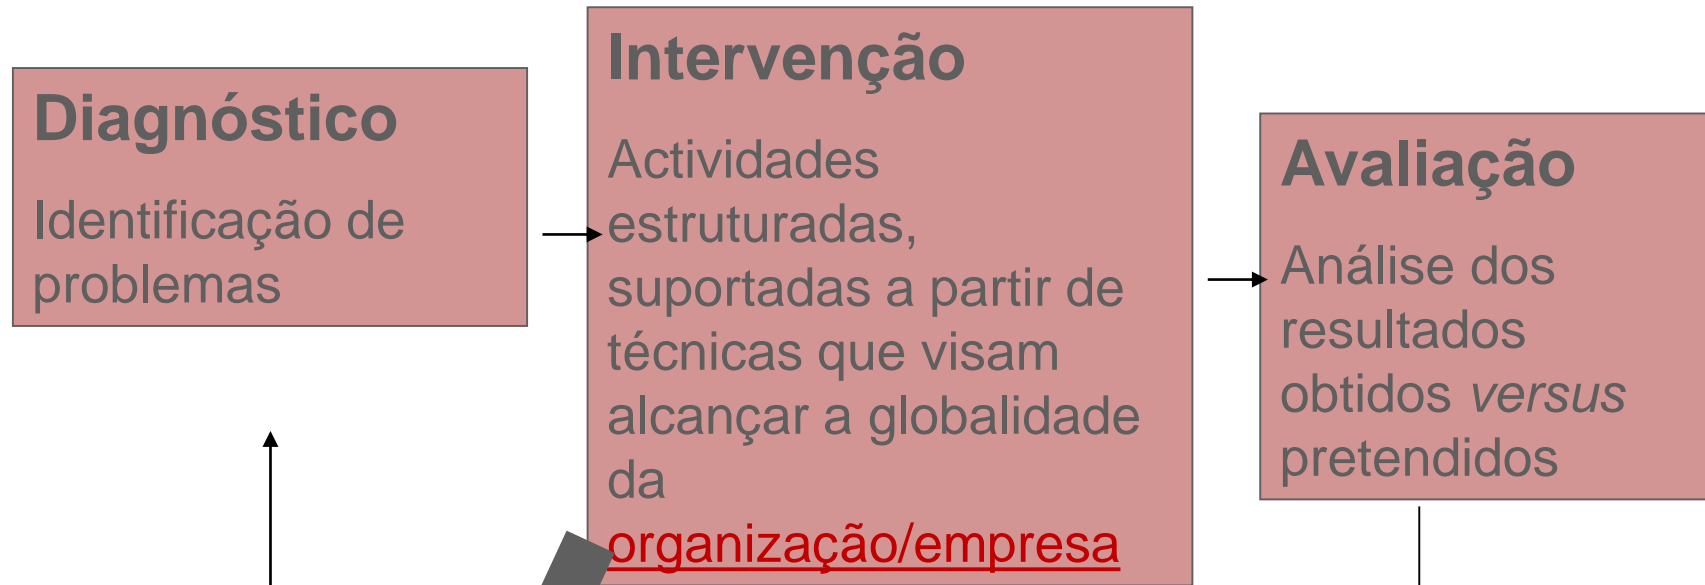 Diagnóstico
Identificação de
problemas
Intervenção
Actividades
estruturadas,
suportadas a partir de
técnicas que visam
alcançar a globalidade
da
organização/empresa
Avaliação
Análise dos
resultados
obtidos versus
pretendidos